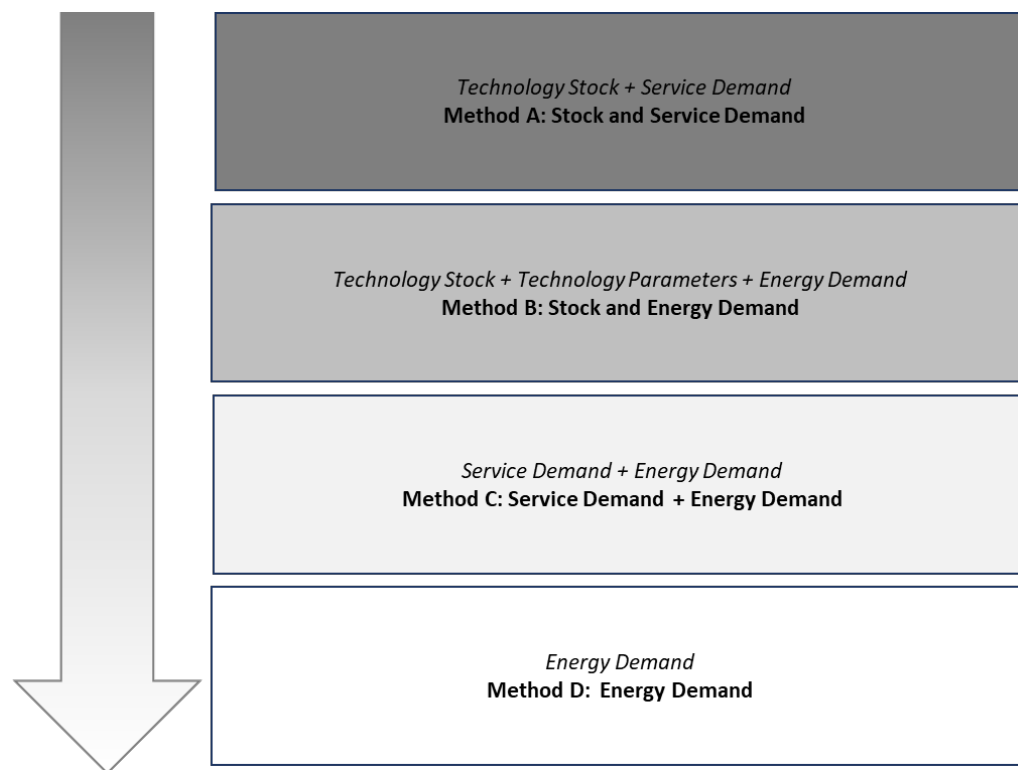 Technology Stock + Service Demand
Method A: Stock and Service Demand
Technology Stock + Technology Parameters + Energy Demand
Method B: Stock and Energy Demand
Service Demand + Energy Demand
Method C: Service Demand + Energy Demand
Energy Demand
Method D: Energy Demand